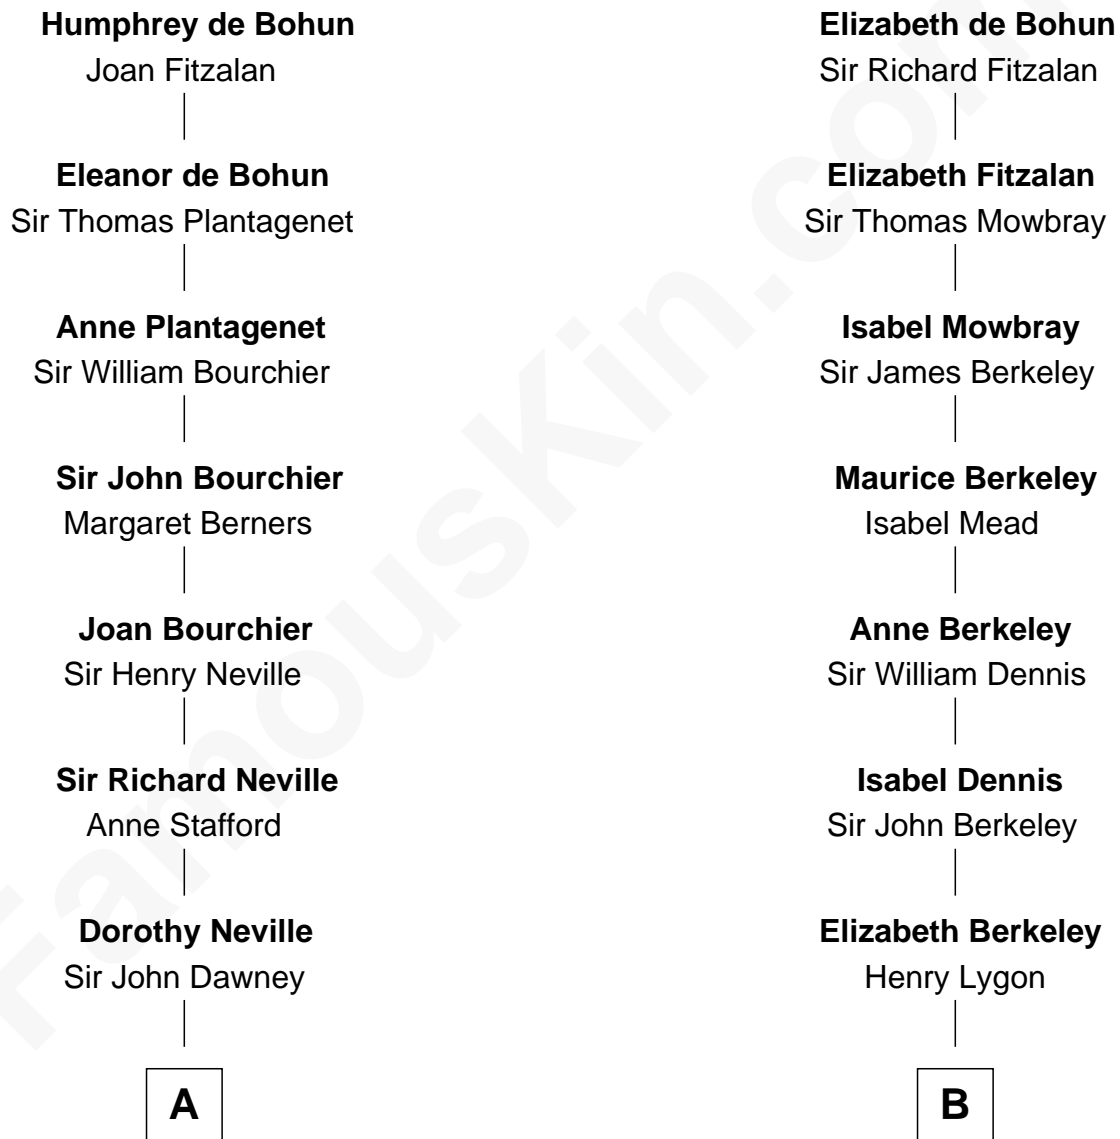 Humphrey de Bohun
Joan Fitzalan
Eleanor de Bohun
Sir Thomas Plantagenet
Anne Plantagenet
Sir William Bourchier
Sir John Bourchier
Margaret Berners
Joan Bourchier
Sir Henry Neville
Sir Richard Neville
Anne Stafford
Dorothy Neville
Sir John Dawney
A
Elizabeth de Bohun
Sir Richard Fitzalan
Elizabeth Fitzalan
Sir Thomas Mowbray
Isabel Mowbray
Sir James Berkeley
Maurice Berkeley
Isabel Mead
Anne Berkeley
Sir William Dennis
Isabel Dennis
Sir John Berkeley
Elizabeth Berkeley
Henry Lygon
B
FamousKin.com